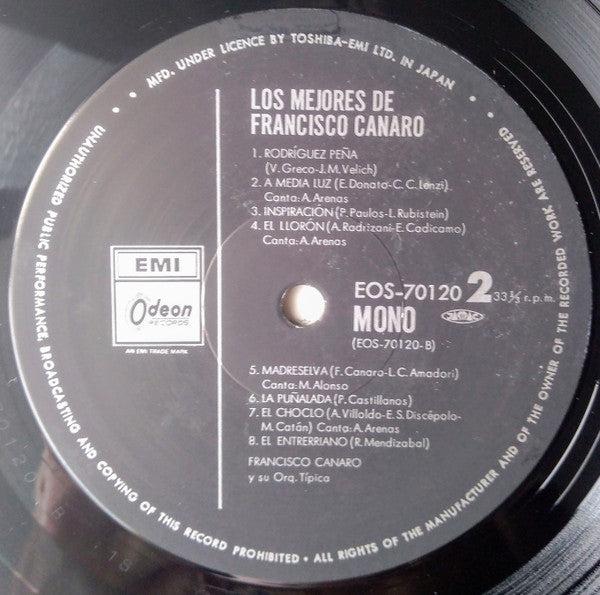 MFD. UNDER LICENCE BY TOSHIBA-EMI LTD. IN JAPAN •
LOS MEJORES DE
FRANCISCO CANARO
1. RODRÍGUEZ PEÑA
(V. Greco-J.M.Velich)
2. A MEDIA LUZ (E. Donato-C.C. Lenzi)
Canta: A. Arenas
3. INSPIRACIÓN (P. Paulos-L. Rubistein)
4. EL LLORÓN (A. Radrizani-E. Cadicamo)
Canta: A. Arenas
EMI
Odeon
RECORDS
AN EMI TRADE MARK
EOS-70120 2 33⅓ r.p.m.
MONO
(EOS-70120-B)
5. MADRESELVA (F. Canaro-L.C. Amadori)
Canta: M. Alonso
6. LA PUÑALADA (P. Castillanos)
7. EL CHOCLO (A. Villoldo-E.S. Discépolo-
M. Catán) Canta: A. Arenas
8. EL ENTRERRIANO (R. Mendizabal)
FRANCISCO CANARO
y su Orq. Típica
UNAUTHORIZED PUBLIC PERFORMANCE, BROADCASTING AND COPYING OF THIS RECORD PROHIBITED • ALL RIGHTS OF THE MANUFACTURER AND OF THE OWNER OF THE RECORDED WORK ARE RESERVED •